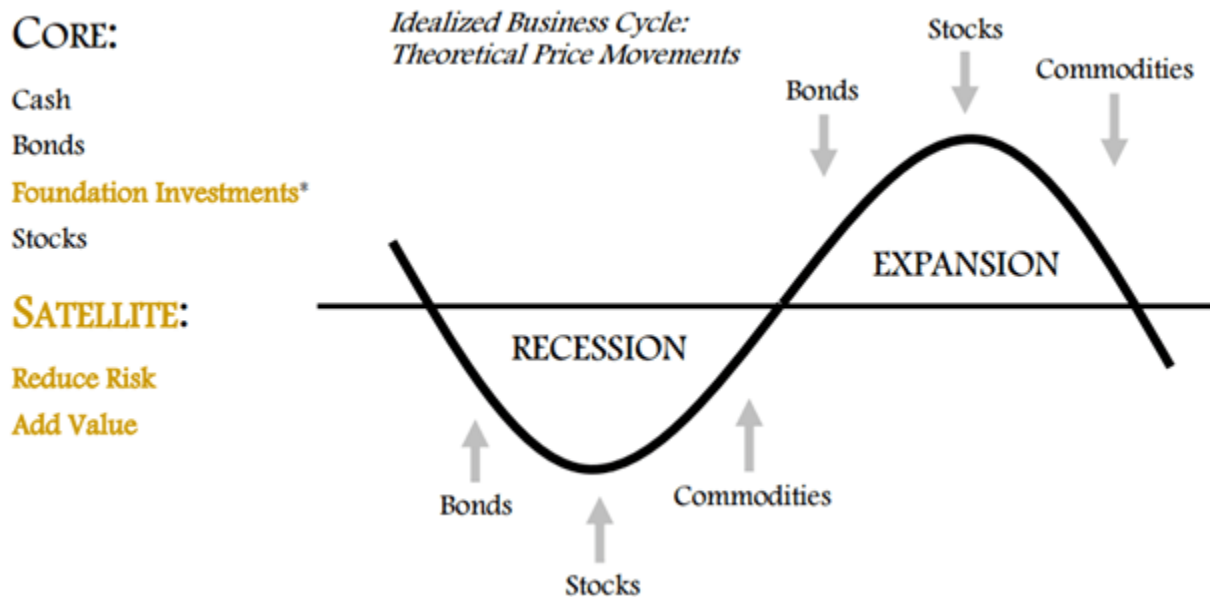 CORE:
Cash
Bonds
Foundation Investments*
Stocks
SATELLITE:
Reduce Risk
Add Value
Idealized Business Cycle:
Theoretical Price Movements
Stocks
Commodities
Bonds
EXPANSION
RECESSION
Bonds
Commodities
Stocks